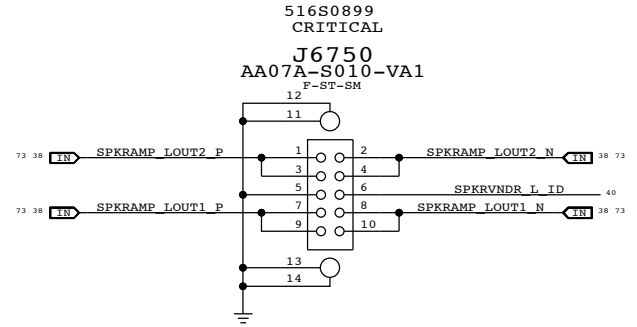 516S0899
CRITICAL
J6750
AA07A-S010-VA1
F-ST-SM
12
11
73 38 IN SPKRAMP_LOUT2_P 1 2 SPKRAMP_LOUT2_N IN 38 73
3 4
5 6 SPKRVNDR_L_ID 40
73 38 IN SPKRAMP_LOUT1_P 7 8 SPKRAMP_LOUT1_N IN 38 73
9 10
13
14